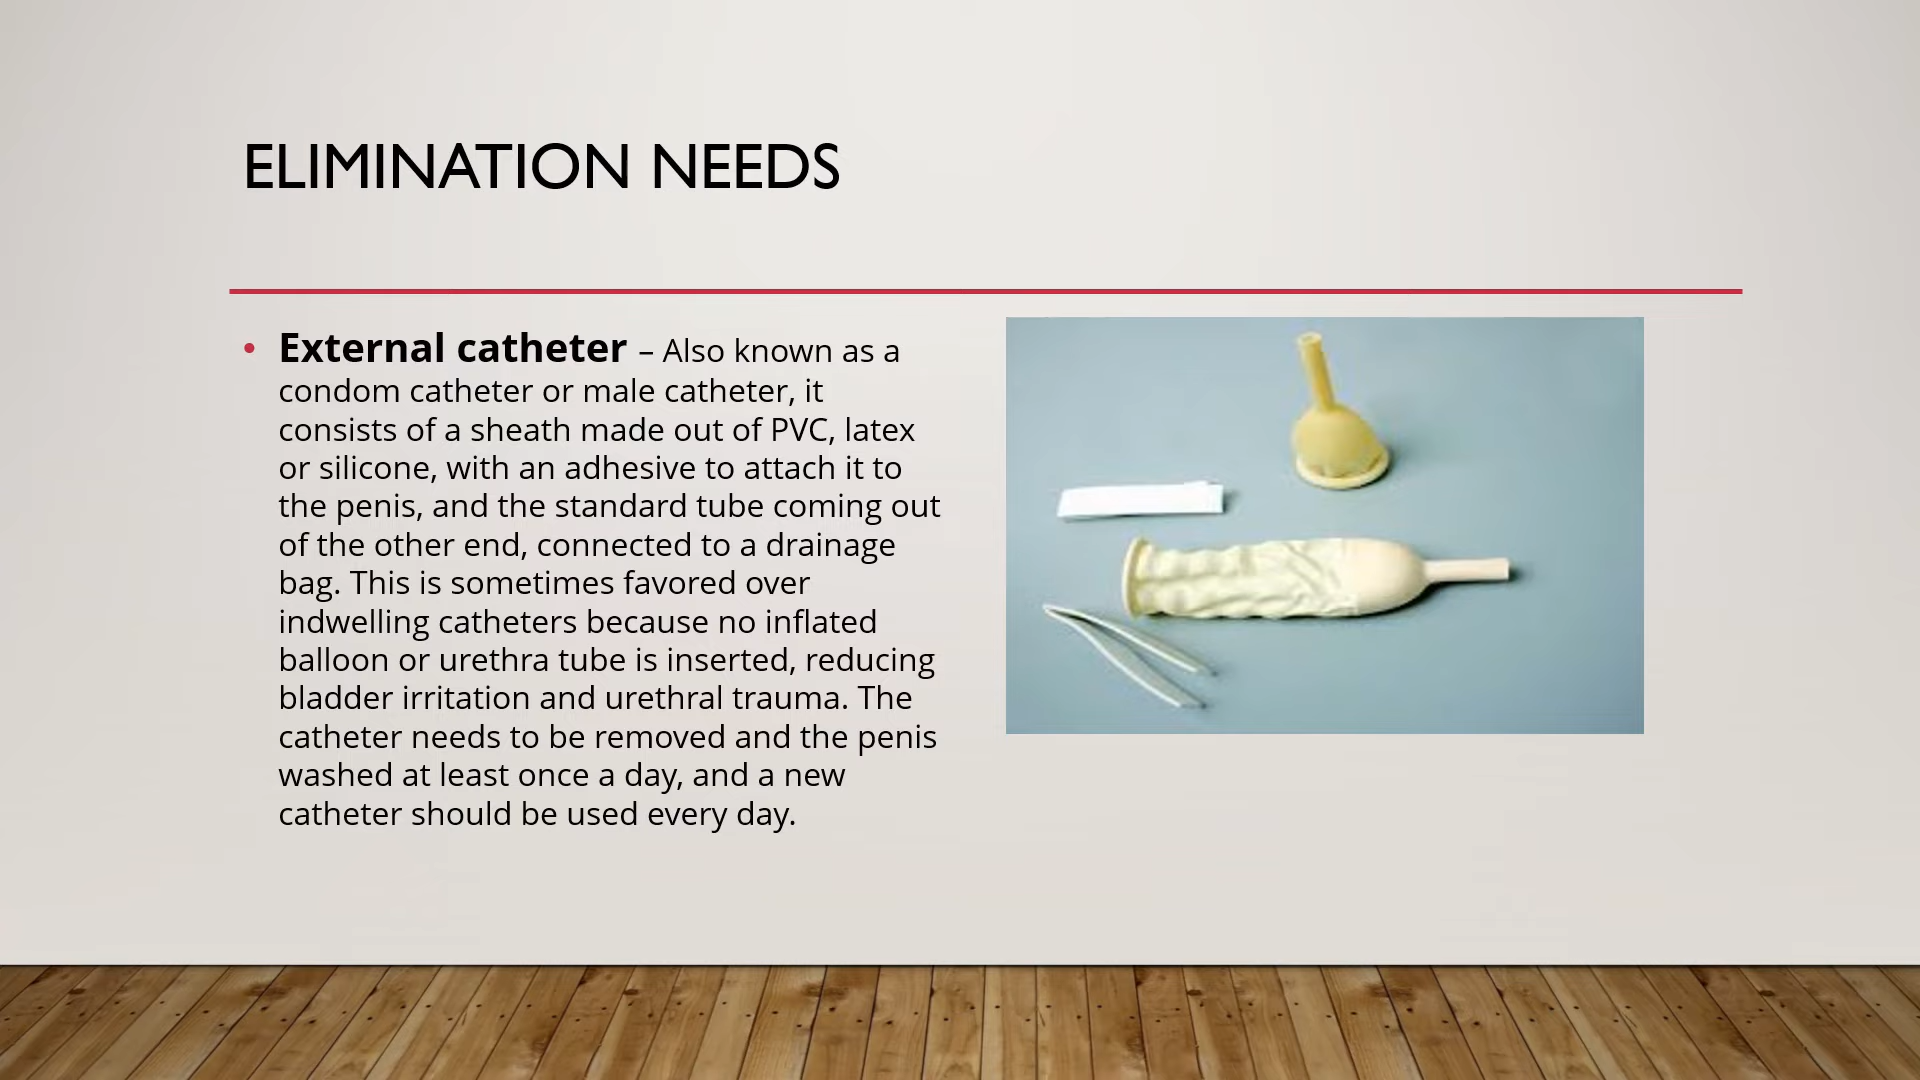 ELIMINATION NEEDS
• External catheter – Also known as a
condom catheter or male catheter, it
consists of a sheath made out of PVC, latex
or silicone, with an adhesive to attach it to
the penis, and the standard tube coming out
of the other end, connected to a drainage
bag. This is sometimes favored over
indwelling catheters because no inflated
balloon or urethra tube is inserted, reducing
bladder irritation and urethral trauma. The
catheter needs to be removed and the penis
washed at least once a day, and a new
catheter should be used every day.